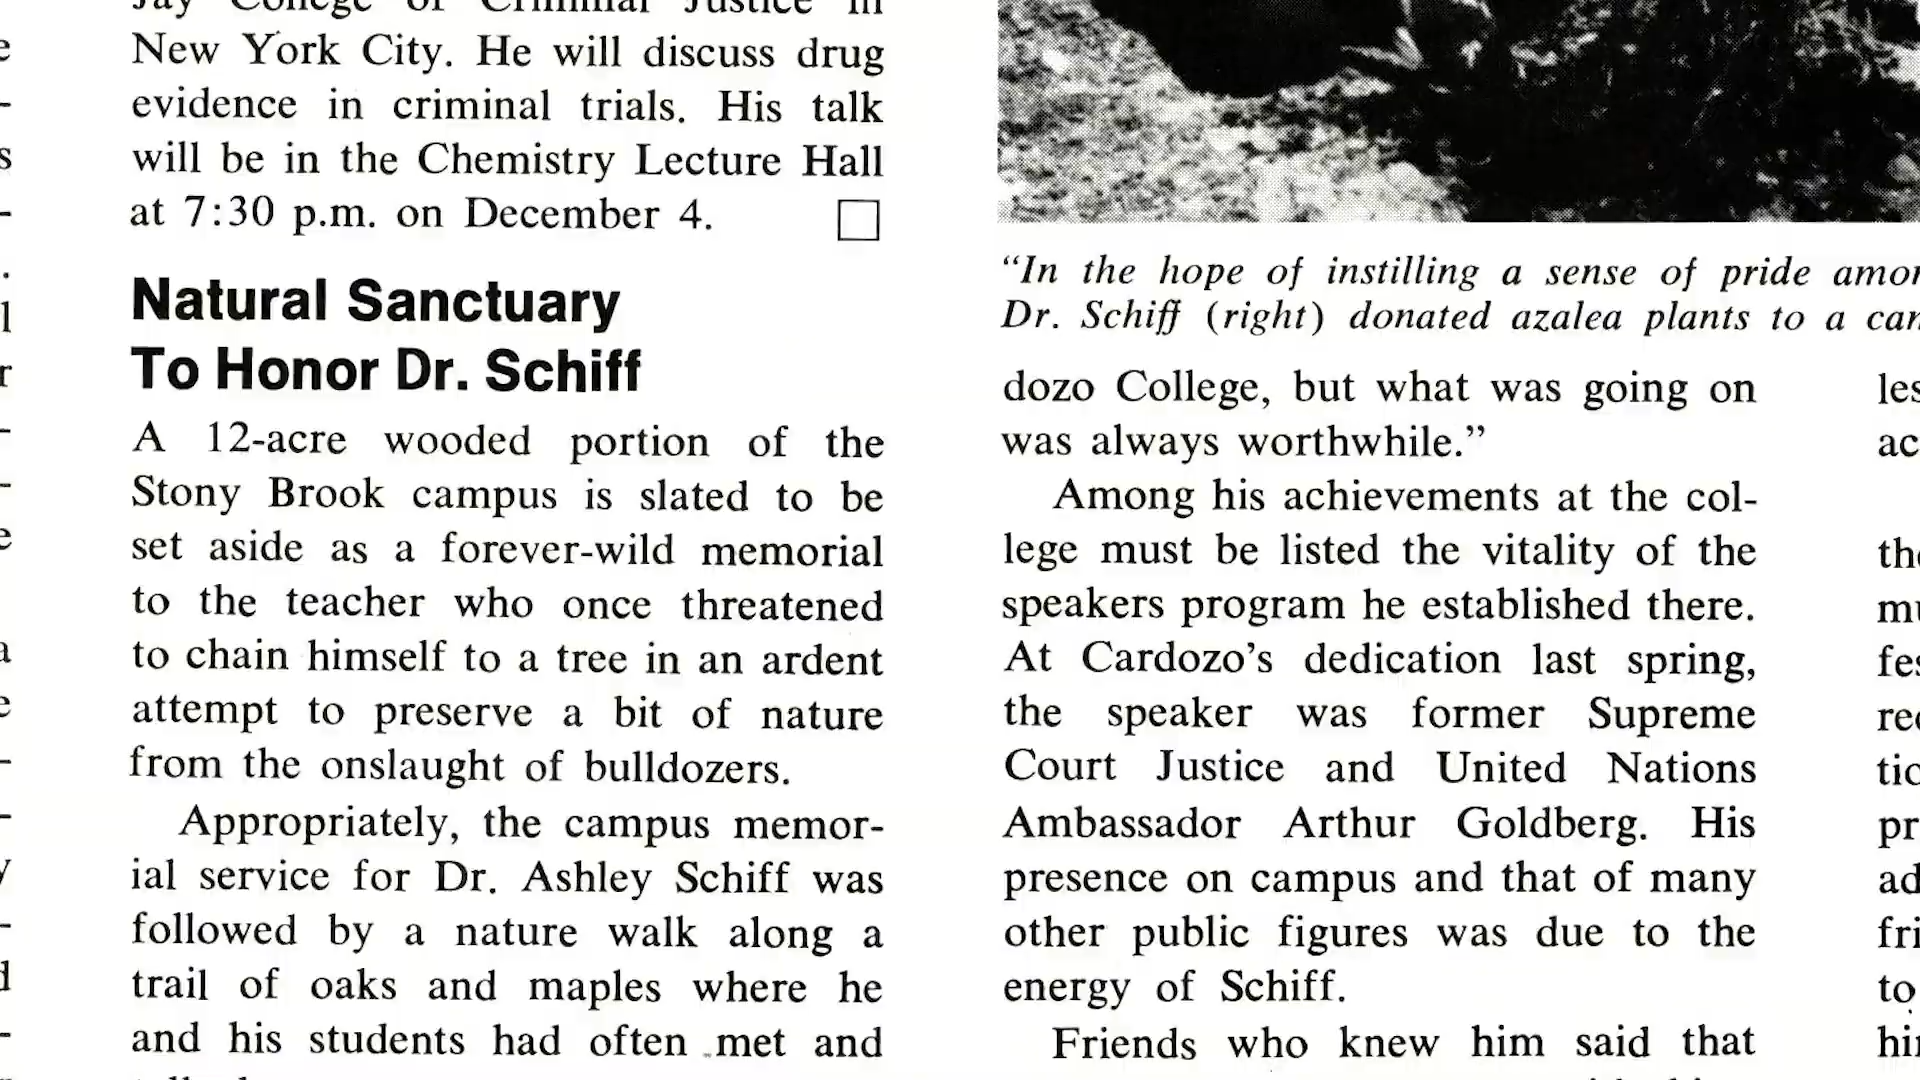 Jay College of Criminal Justice in
New York City. He will discuss drug
evidence in criminal trials. His talk
will be in the Chemistry Lecture Hall
at 7:30 p.m. on December 4.
Natural Sanctuary
To Honor Dr. Schiff
A 12-acre wooded portion of the
Stony Brook campus is slated to be
set aside as a forever-wild memorial
to the teacher who once threatened
to chain himself to a tree in an ardent
attempt to preserve a bit of nature
from the onslaught of bulldozers.
Appropriately, the campus memor-
ial service for Dr. Ashley Schiff was
followed by a nature walk along a
trail of oaks and maples where he
and his students had often met and
"In the hope of instilling a sense of pride
Dr. Schiff (right) donated azalea plants to a
dozo College, but what was going on
was always worthwhile."
Among his achievements at the col-
lege must be listed the vitality of the
speakers program he established there.
At Cardozo's dedication last spring,
the speaker was former Supreme
Court Justice and United Nations
Ambassador Arthur Goldberg. His
presence on campus and that of many
other public figures was due to the
energy of Schiff.
Friends who knew him said that